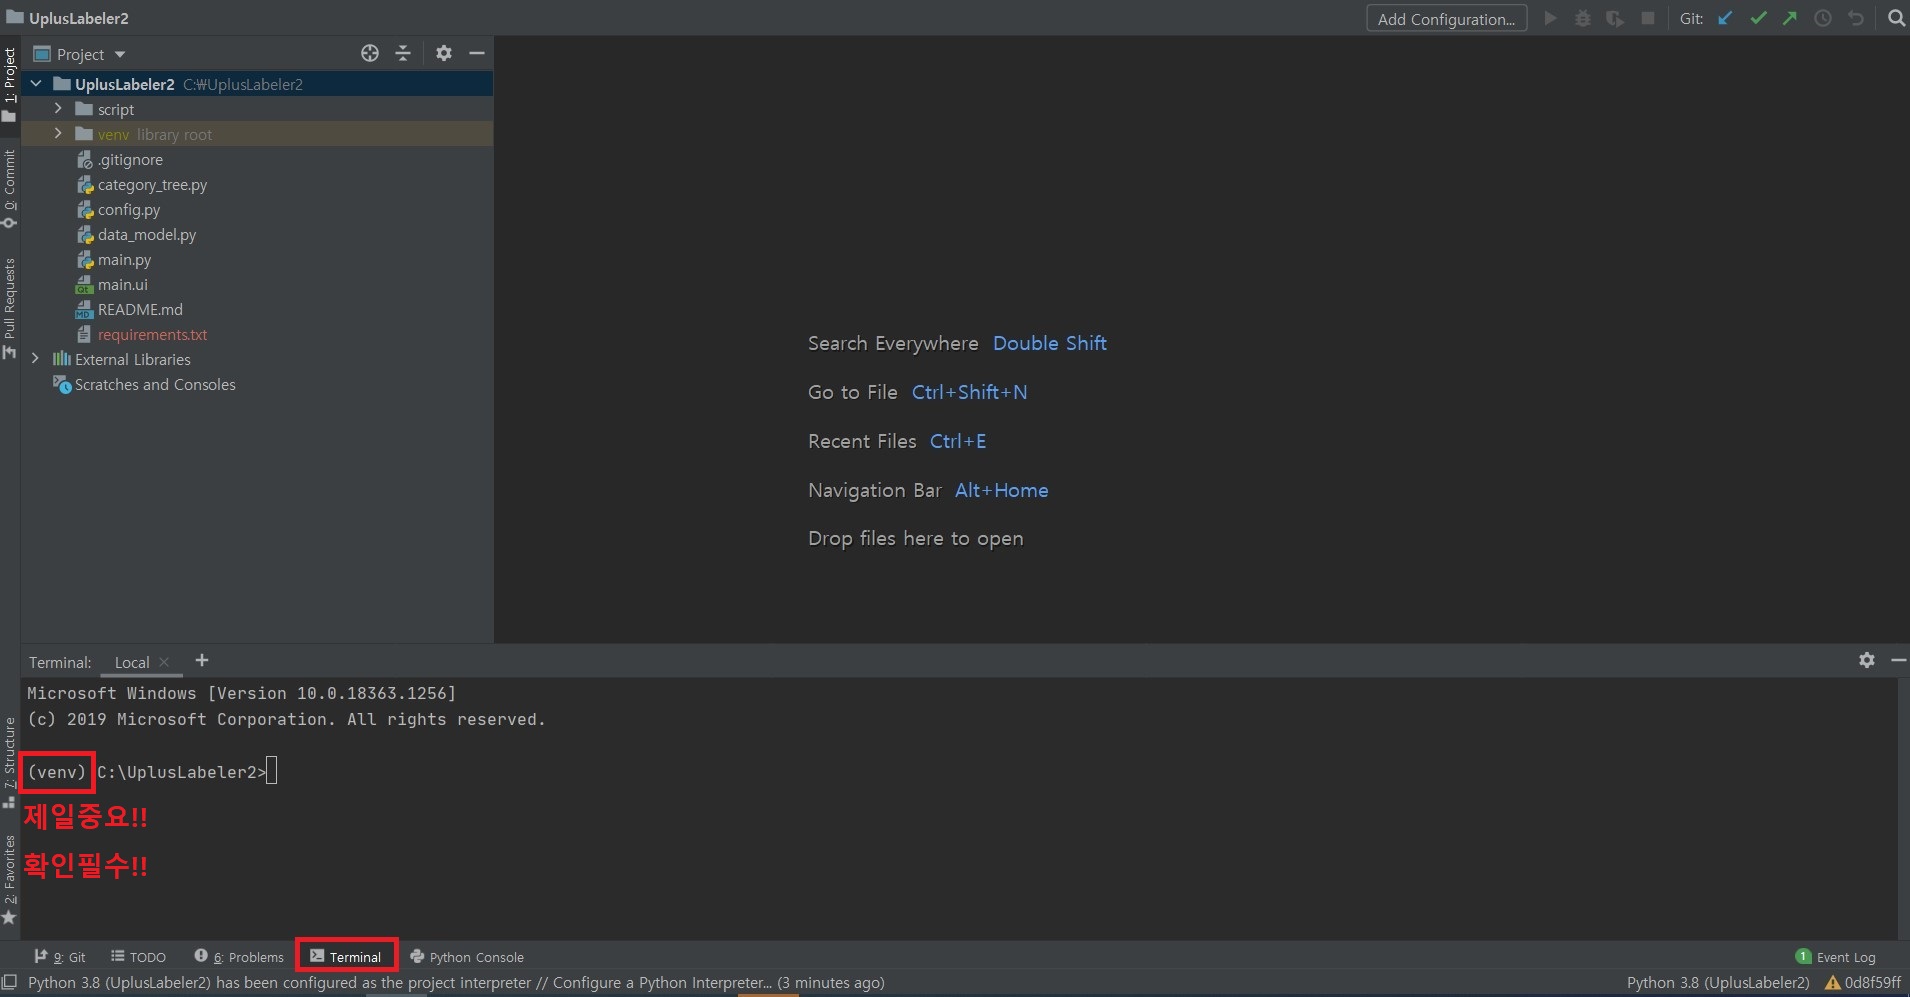 UplusLabeler2
Add Configuration...
Git:
1: Project
0: Commit
Pull Requests
7: Structure
2: Favorites
Project
UplusLabeler2 C:₩UplusLabeler2
script
venv library root
.gitignore
category_tree.py
config.py
data_model.py
main.py
main.ui
README.md
requirements.txt
External Libraries
Scratches and Consoles
Search Everywhere Double Shift
Go to File Ctrl+Shift+N
Recent Files Ctrl+E
Navigation Bar Alt+Home
Drop files here to open
Terminal: Local
Microsoft Windows [Version 10.0.18363.1256]
(c) 2019 Microsoft Corporation. All rights reserved.
(venv) C:\UplusLabeler2>
제일중요!!
확인필수!!
9: Git TODO 6: Problems Terminal Python Console 1 Event Log
Python 3.8 (UplusLabeler2) has been configured as the project interpreter // Configure a Python Interpreter... (3 minutes ago) Python 3.8 (UplusLabeler2) 0d8f59ff